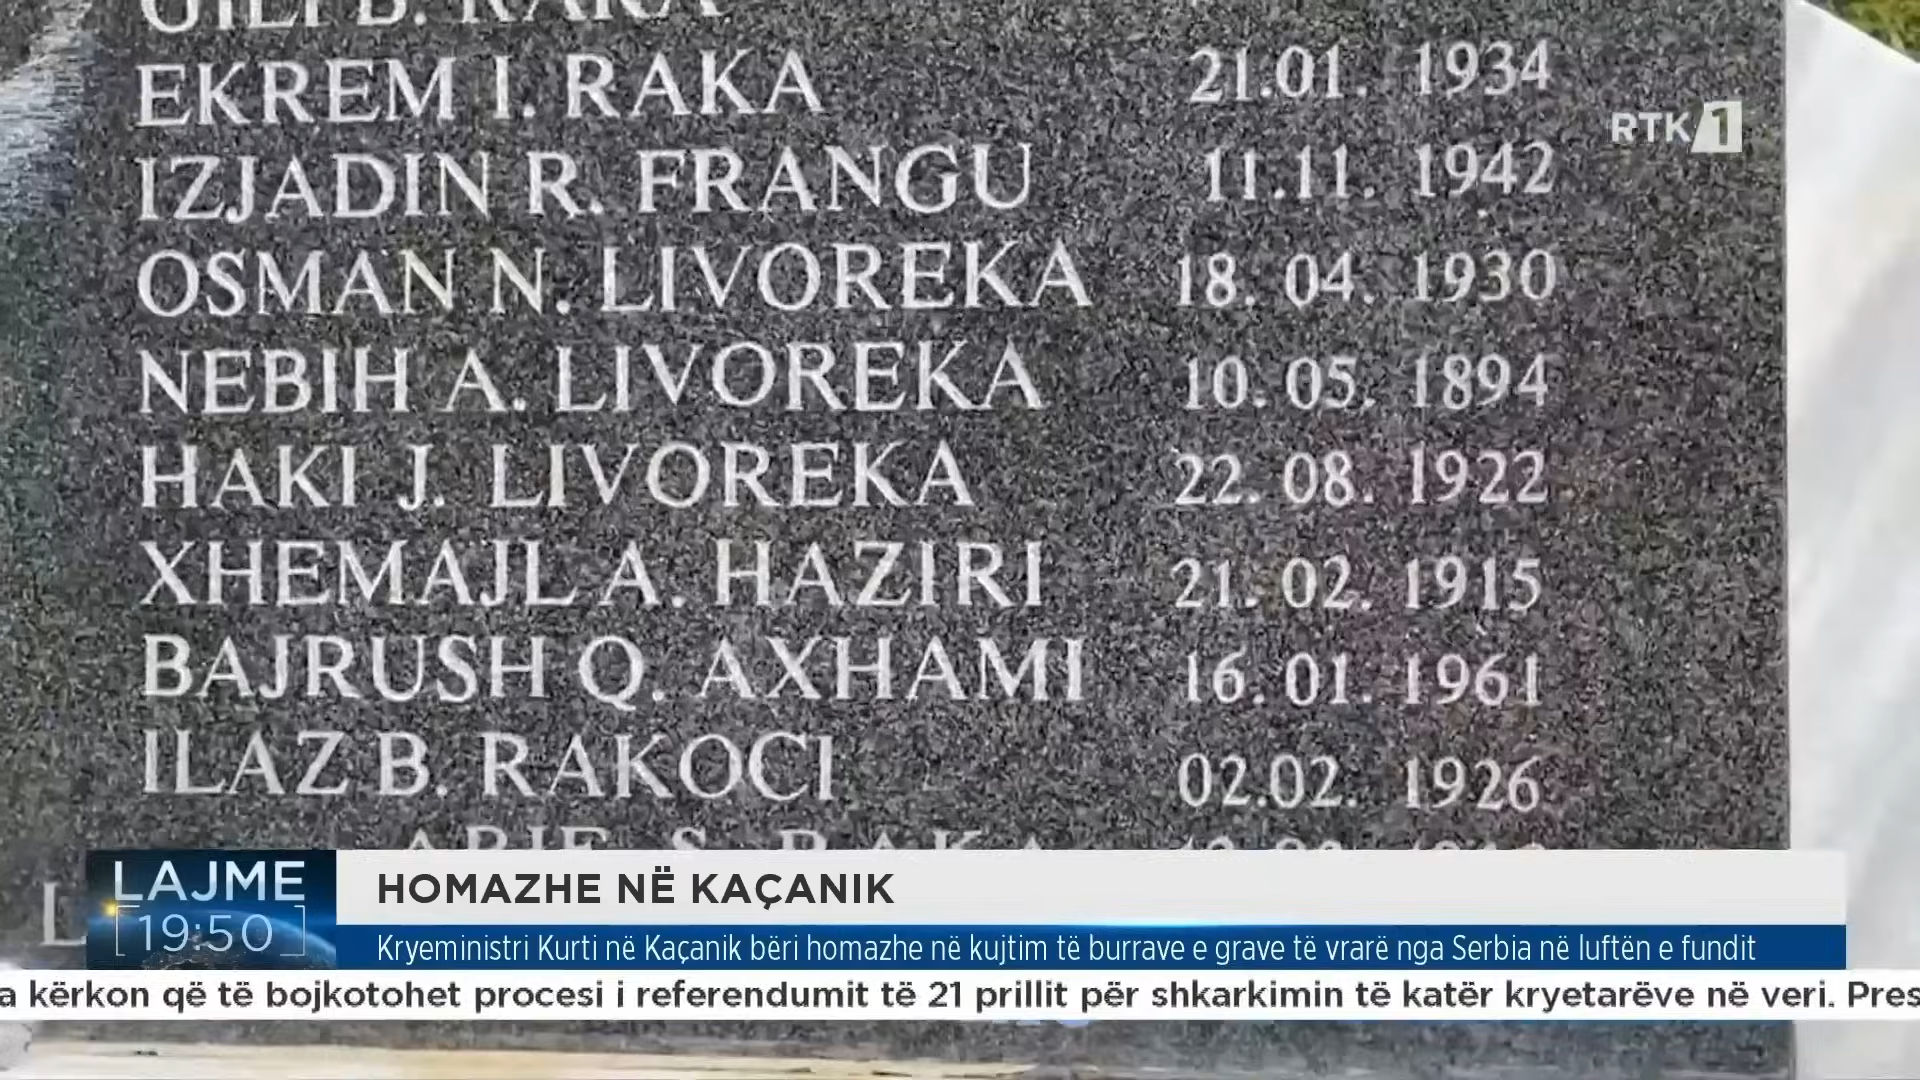 EKREM I. RAKA 21.01. 1934
RTK 1
IZJADIN R. FRANGU 11.11. 1942
OSMAN N. LIVOREKA 18. 04. 1930
NEBIH A. LIVOREKA 10. 05. 1894
HAKI J. LIVOREKA 22. 08. 1922
XHEMAJL A. HAZIRI 21. 02. 1915
BAJRUSH Q. AXHAMI 16. 01. 1961
ILAZ B. RAKOCI 02.02. 1926
S. RAKA
LAJME
19:50
HOMAZHE NË KAÇANIK
Kryeministri Kurti në Kaçanik bëri homazhe në kujtim të burrave e grave të vrarë nga Serbia në luftën e fundit
a kërkon që të bojkotohet procesi i referendumit të 21 prillit për shkarkimin të katër kryetarëve në veri. Pres